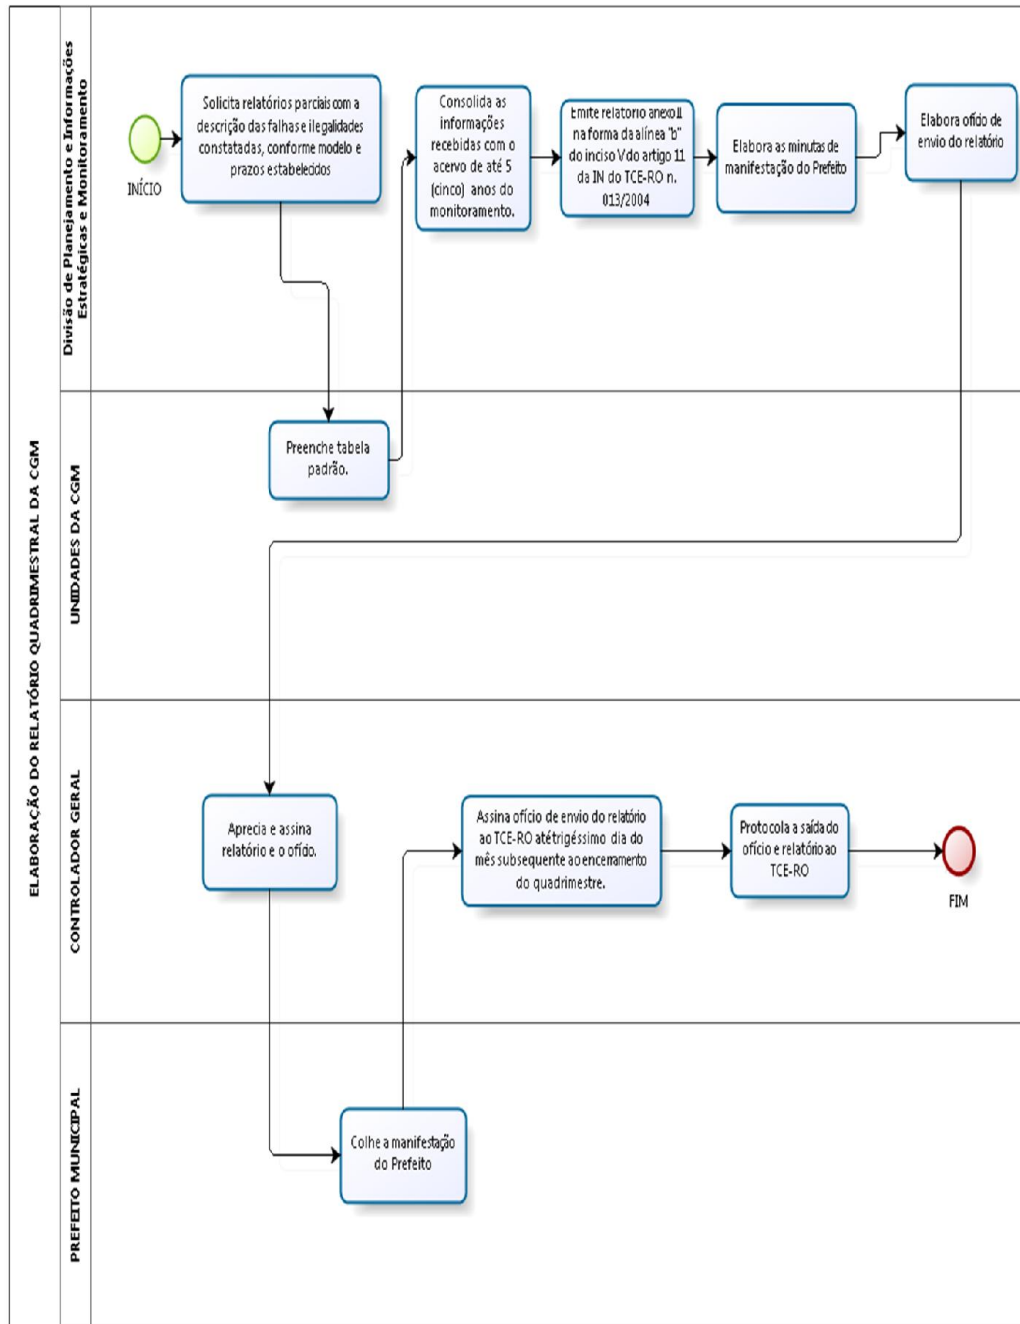 ELABORAÇÃO DO RELATÓRIO QUADRIMESTRAL DA CGM
Divisão de Planejamento e Informações
Estratégicas e Monitoramento
INÍCIO
Solicita relatórios parciais com a
descrição das falhas e ilegalidades
constatadas, conforme modelo e
prazos estabelecidos
Consolida as
informações
recebidas com o
acervo de até 5
(cinco) anos do
monitoramento.
Emite relatório anexo II
na forma da alínea "b"
do inciso V do artigo 11
da IN do TCE-RO n.
013/2004
Elabora as minutas de
manifestação do Prefeito
Elabora ofício de
envio do relatório
UNIDADES DA CGM
Preenche tabela
padrão.
CONTROLADOR GERAL
Aprecia e assina
relatório e o ofício.
Assina ofício de envio do relatório
ao TCE-RO até trigéssimo dia do
mês subsequente ao encerramento
do quadrimestre.
Protocola a saída do
ofício e relatório ao
TCE-RO
FIM
PREFEITO MUNICIPAL
Colhe a manifestação
do Prefeito